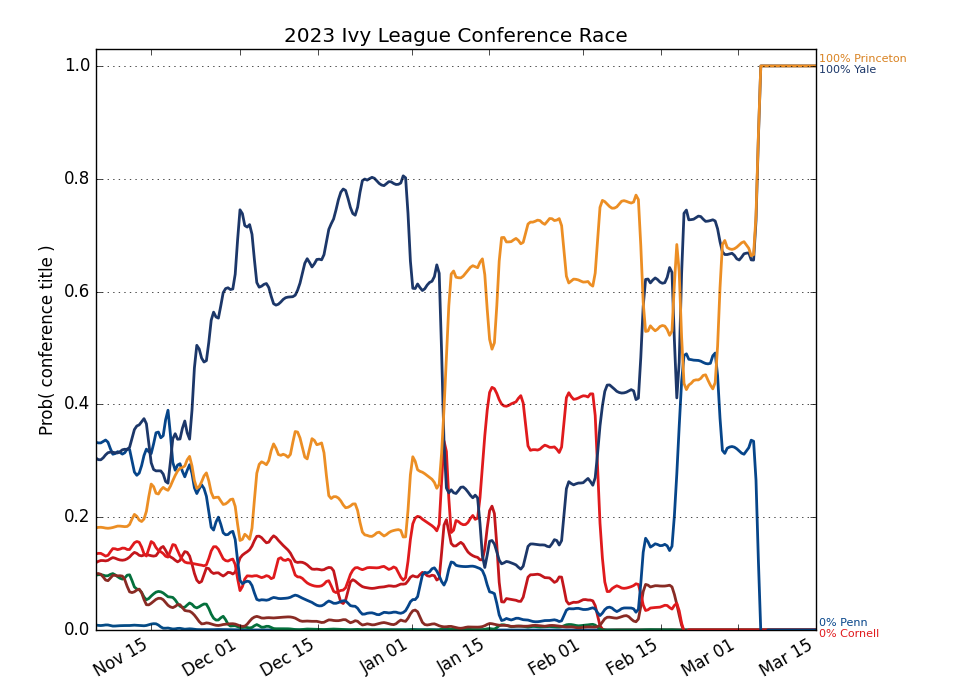 2023 Ivy League Conference Race
Prob( conference title )
1.0
0.8
0.6
0.4
0.2
0.0
100% Princeton
100% Yale
0% Penn
0% Cornell
Nov 15
Dec 01
Dec 15
Jan 01
Jan 15
Feb 01
Feb 15
Mar 01
Mar 15